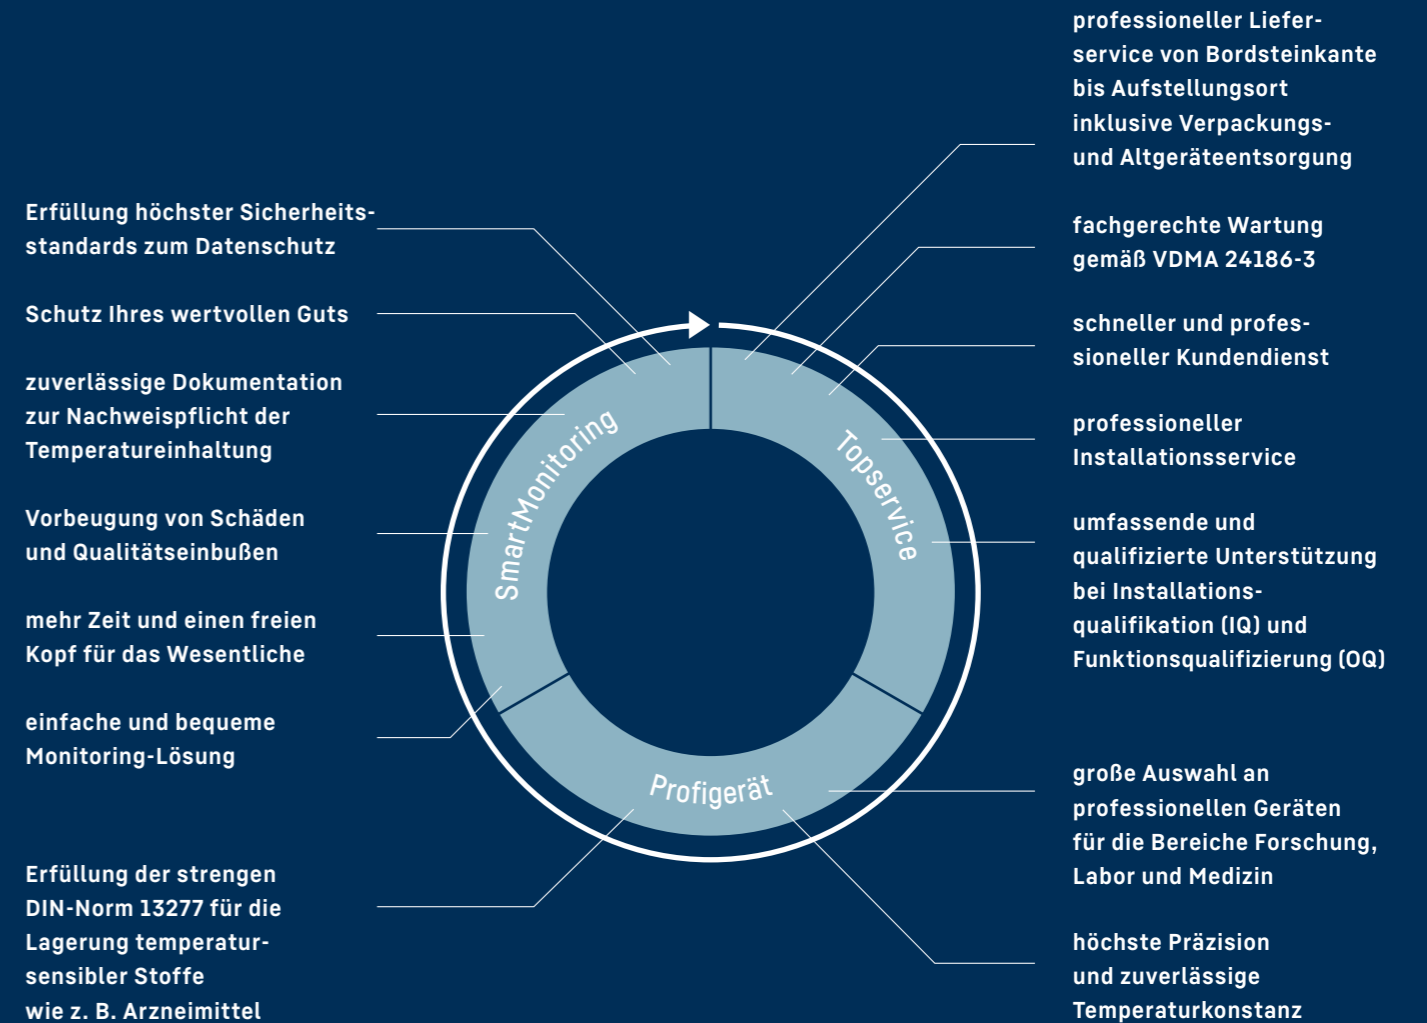 Erfüllung höchster Sicherheits-
standards zum Datenschutz
Schutz Ihres wertvollen Guts
zuverlässige Dokumentation
zur Nachweispflicht der
Temperatureinhaltung
Vorbeugung von Schäden
und Qualitätseinbußen
mehr Zeit und einen freien
Kopf für das Wesentliche
einfache und bequeme
Monitoring-Lösung
Erfüllung der strengen
DIN-Norm 13277 für die
Lagerung temperatur-
sensibler Stoffe
wie z. B. Arzneimittel
SmartMonitoring
Topservice
Profigerät
professioneller Liefer-
service von Bordsteinkante
bis Aufstellungsort
inklusive Verpackungs-
und Altgeräteentsorgung
fachgerechte Wartung
gemäß VDMA 24186-3
schneller und profes-
sioneller Kundendienst
professioneller
Installationsservice
umfassende und
qualifizierte Unterstützung
bei Installations-
qualifikation (IQ) und
Funktionsqualifizierung (OQ)
große Auswahl an
professionellen Geräten
für die Bereiche Forschung,
Labor und Medizin
höchste Präzision
und zuverlässige
Temperaturkonstanz